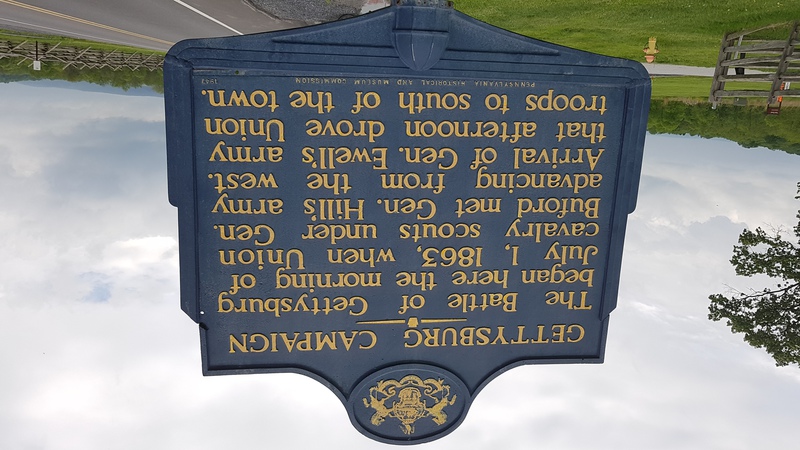 GETTYSBURG CAMPAIGN
The Battle of Gettysburg
began here the morning of
July 1, 1863, when Union
cavalry scouts under Gen.
Buford met Gen. Hill's army
advancing from the west.
Arrival of Gen. Ewell's army
that afternoon drove Union
troops to south of the town.
PENNSYLVANIA HISTORICAL AND MUSEUM COMMISSION 1947